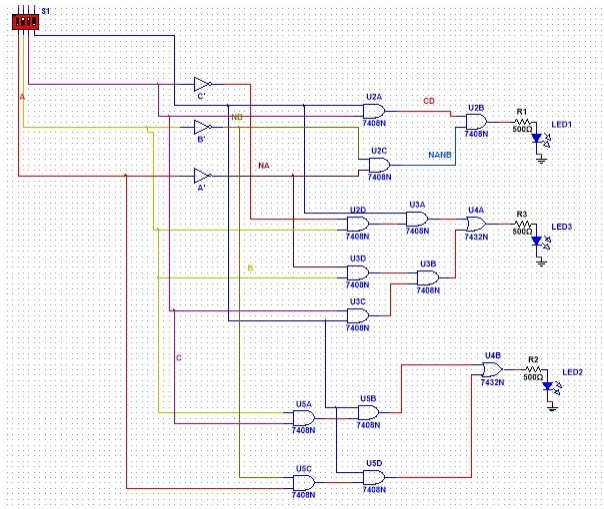 S1
A
C'
U2A
7408N
CD
U2B
7408N
R1
500Ω
LED1
NB
B'
U2C
7408N
NANB
NA
A'
U2D
7408N
U3A
7408N
U4A
7432N
R3
500Ω
LED3
B
U3D
7408N
U3B
7408N
U3C
7408N
C
U4B
7432N
R2
500Ω
LED2
U5A
7408N
U5B
7408N
U5C
7408N
U5D
7408N